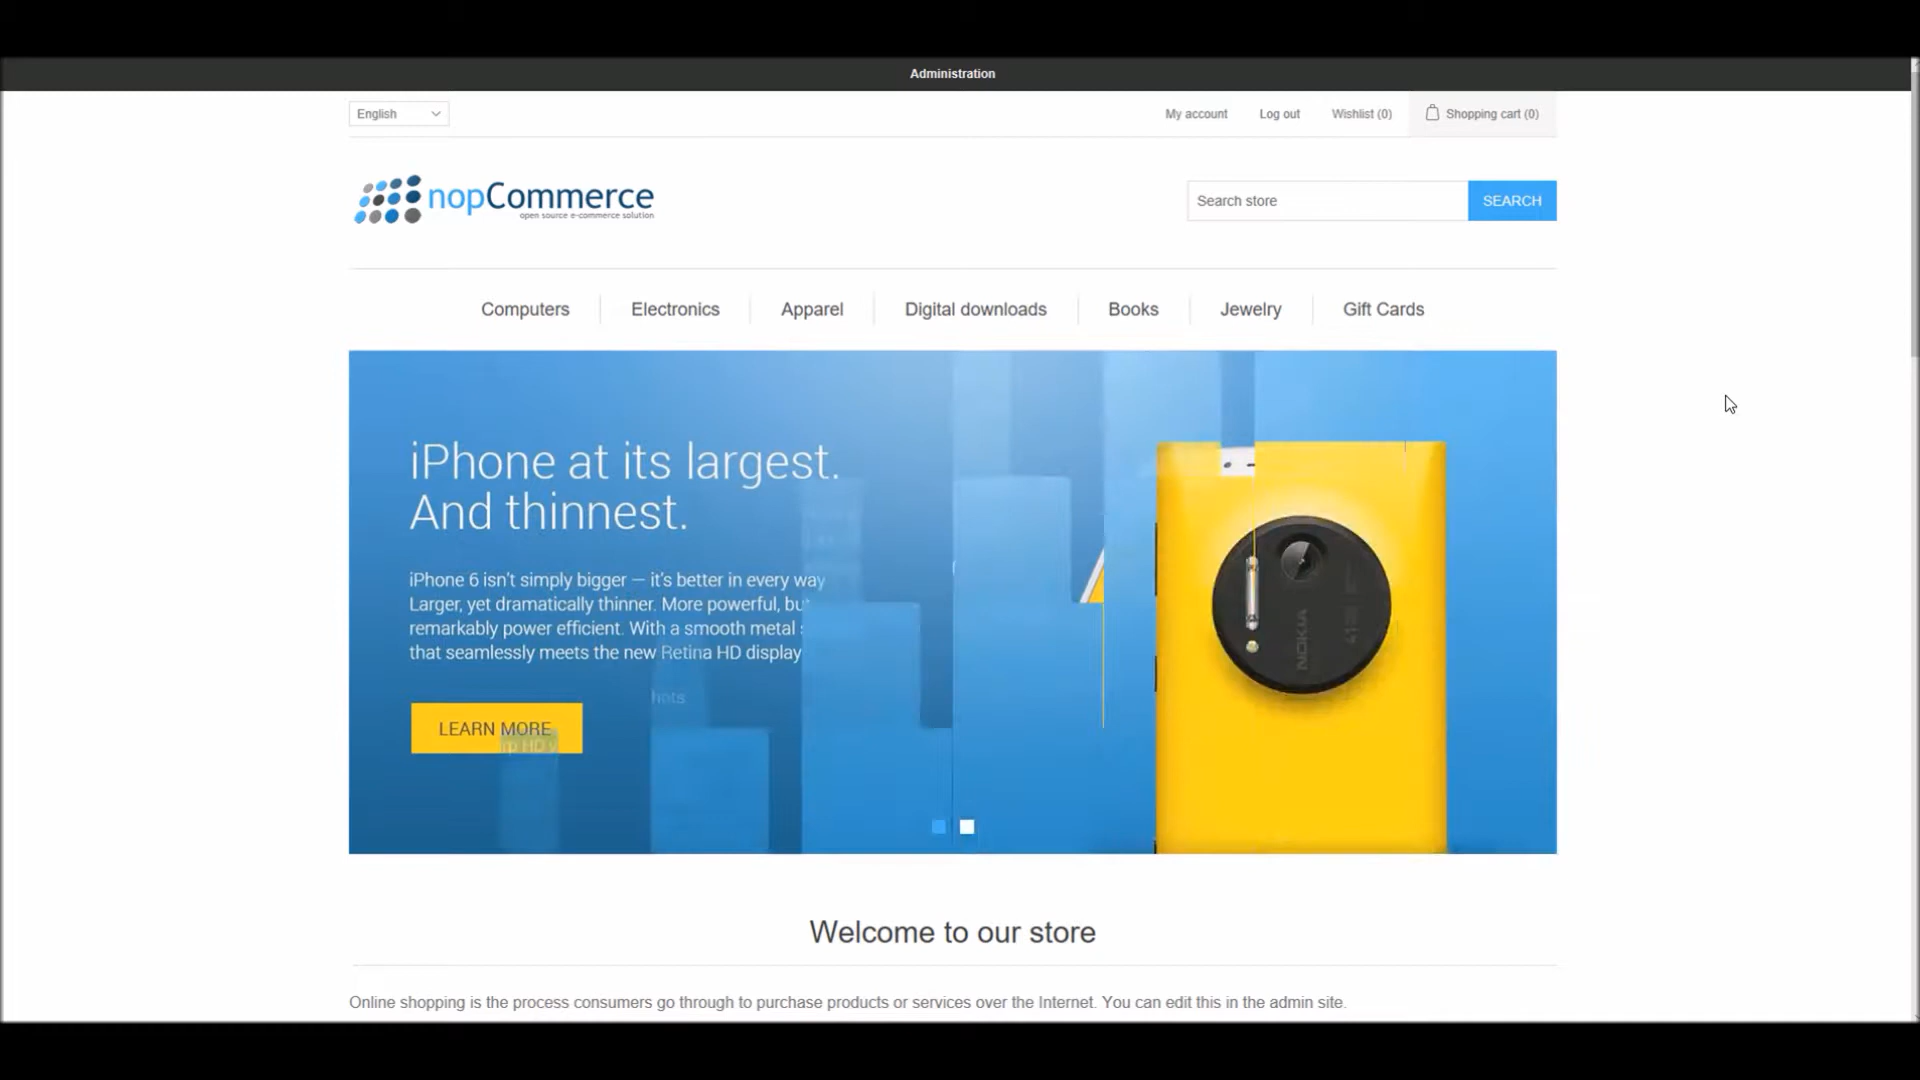 Administration
English
My account
Log out
Wishlist (0)
Shopping cart (0)
nopCommerce
open source e-commerce solution
Search store
SEARCH
Computers
Electronics
Apparel
Digital downloads
Books
Jewelry
Gift Cards
iPhone at its largest.
And thinnest.
iPhone 6 isn't simply bigger — it's better in every way
Larger, yet dramatically thinner. More powerful, bu
remarkably power efficient. With a smooth metal
that seamlessly meets the new Retina HD display
hots
LEARN MORE
rp HD y
NOKIA
Welcome to our store
Online shopping is the process consumers go through to purchase products or services over the Internet. You can edit this in the admin site.